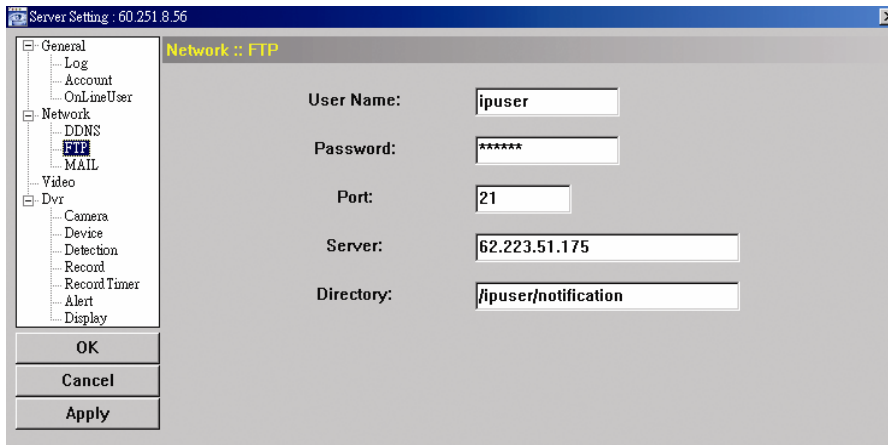 Server Setting : 60.251.8.56
General
Log
Account
OnLineUser
Network
DDNS
FTP
MAIL
Video
Dvr
Camera
Device
Detection
Record
Record Timer
Alert
Display
OK
Cancel
Apply
Network :: FTP
User Name: ipuser
Password: ******
Port: 21
Server: 62.223.51.175
Directory: /ipuser/notification